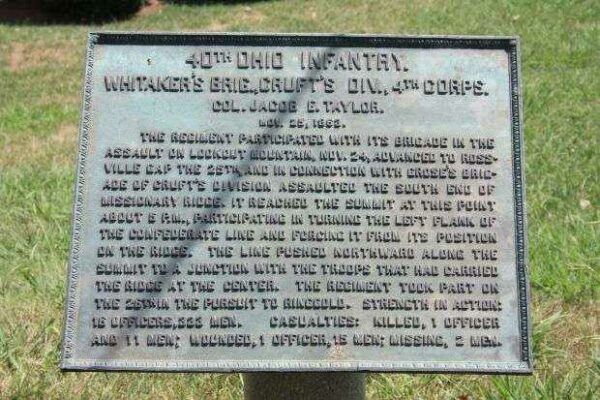 40TH OHIO INFANTRY.
WHITAKER'S BRIG., CRUFT'S DIV., 4TH CORPS.
COL. JACOB E. TAYLOR.
NOV. 25, 1863.
THE REGIMENT PARTICIPATED WITH ITS BRIGADE IN THE
ASSAULT ON LOOKOUT MOUNTAIN, NOV. 24, ADVANCED TO ROSS-
VILLE GAP THE 25TH, AND IN CONNECTION WITH GROSE'S BRIG-
ADE OF CRUFT'S DIVISION ASSAULTED THE SOUTH END OF
MISSIONARY RIDGE. IT REACHED THE SUMMIT AT THIS POINT
ABOUT 5 P.M., PARTICIPATING IN TURNING THE LEFT FLANK OF
THE CONFEDERATE LINE AND FORCING IT FROM ITS POSITION
ON THE RIDGE. THE LINE PUSHED NORTHWARD ALONG THE
SUMMIT TO A JUNCTION WITH THE TROOPS THAT HAD CARRIED
THE RIDGE AT THE CENTER. THE REGIMENT TOOK PART ON
THE 26TH IN THE PURSUIT TO RINGGOLD. STRENGTH IN ACTION:
16 OFFICERS, 322 MEN. CASUALTIES: KILLED, 1 OFFICER
AND 11 MEN; WOUNDED, 1 OFFICER, 15 MEN; MISSING, 2 MEN.